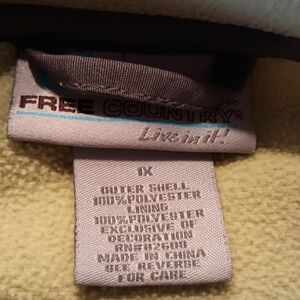 FREE COUNTRY®
Live in it!
1X
OUTER SHELL
100%POLYESTER
LINING
100%POLYESTER
EXCLUSIVE OF
DECORATION
RN#82600
MADE IN CHINA
SEE REVERSE
FOR CARE